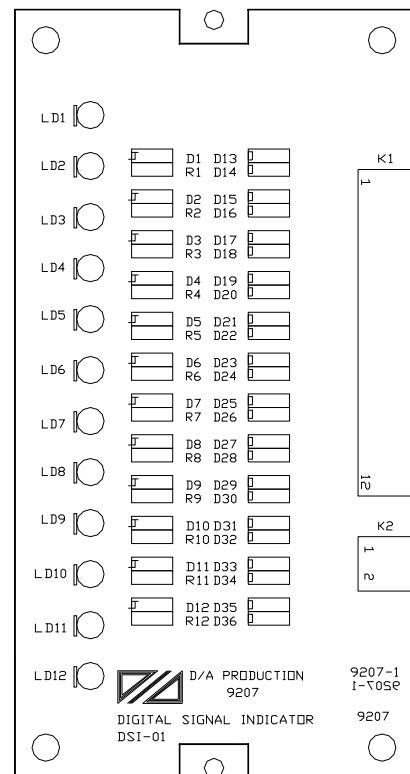 LD1
LD2
LD3
LD4
LD5
LD6
LD7
LD8
LD9
LD10
LD11
LD12
D1 D13
R1 D14
D2 D15
R2 D16
D3 D17
R3 D18
D4 D19
R4 D20
D5 D21
R5 D22
D6 D23
R6 D24
D7 D25
R7 D26
D8 D27
R8 D28
D9 D29
R9 D30
D10 D31
R10 D32
D11 D33
R11 D34
D12 D35
R12 D36
K1
1
12
K2
1
2
D/A PRODUCTION
9207
DIGITAL SIGNAL INDICATOR
DSI-01
9207-1
9207-1
9207